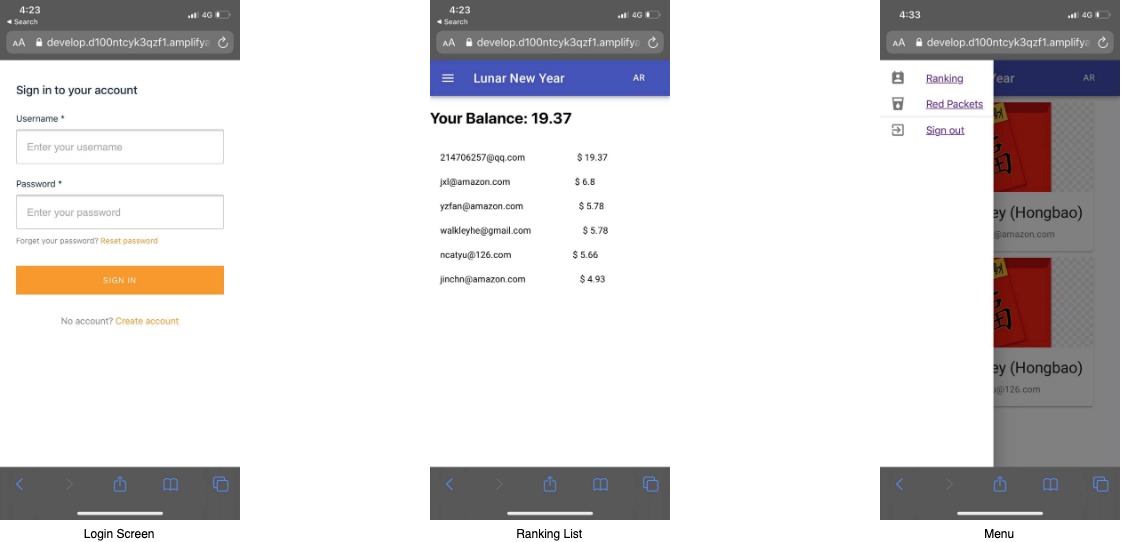 4:23
◂ Search
4G
AA develop.d100ntcyk3qzf1.amplifya
Sign in to your account
Username *
Enter your username
Password *
Enter your password
Forget your password? Reset password
SIGN IN
No account? Create account
Login Screen
4:23
◂ Search
4G
AA develop.d100ntcyk3qzf1.amplifya
Lunar New Year
AR
Your Balance: 19.37
214706257@qq.com $ 19.37
jxl@amazon.com $ 6.8
yzfan@amazon.com $ 5.78
walkleyhe@gmail.com $ 5.78
ncatyu@126.com $ 5.66
jinchn@amazon.com $ 4.93
Ranking List
4:33
4G
AA develop.d100ntcyk3qzf1.amplifya
Ranking
Red Packets
Sign out
Year
AR
福
ey (Hongbao)
@amazon.com
福
ey (Hongbao)
@126.com
Menu